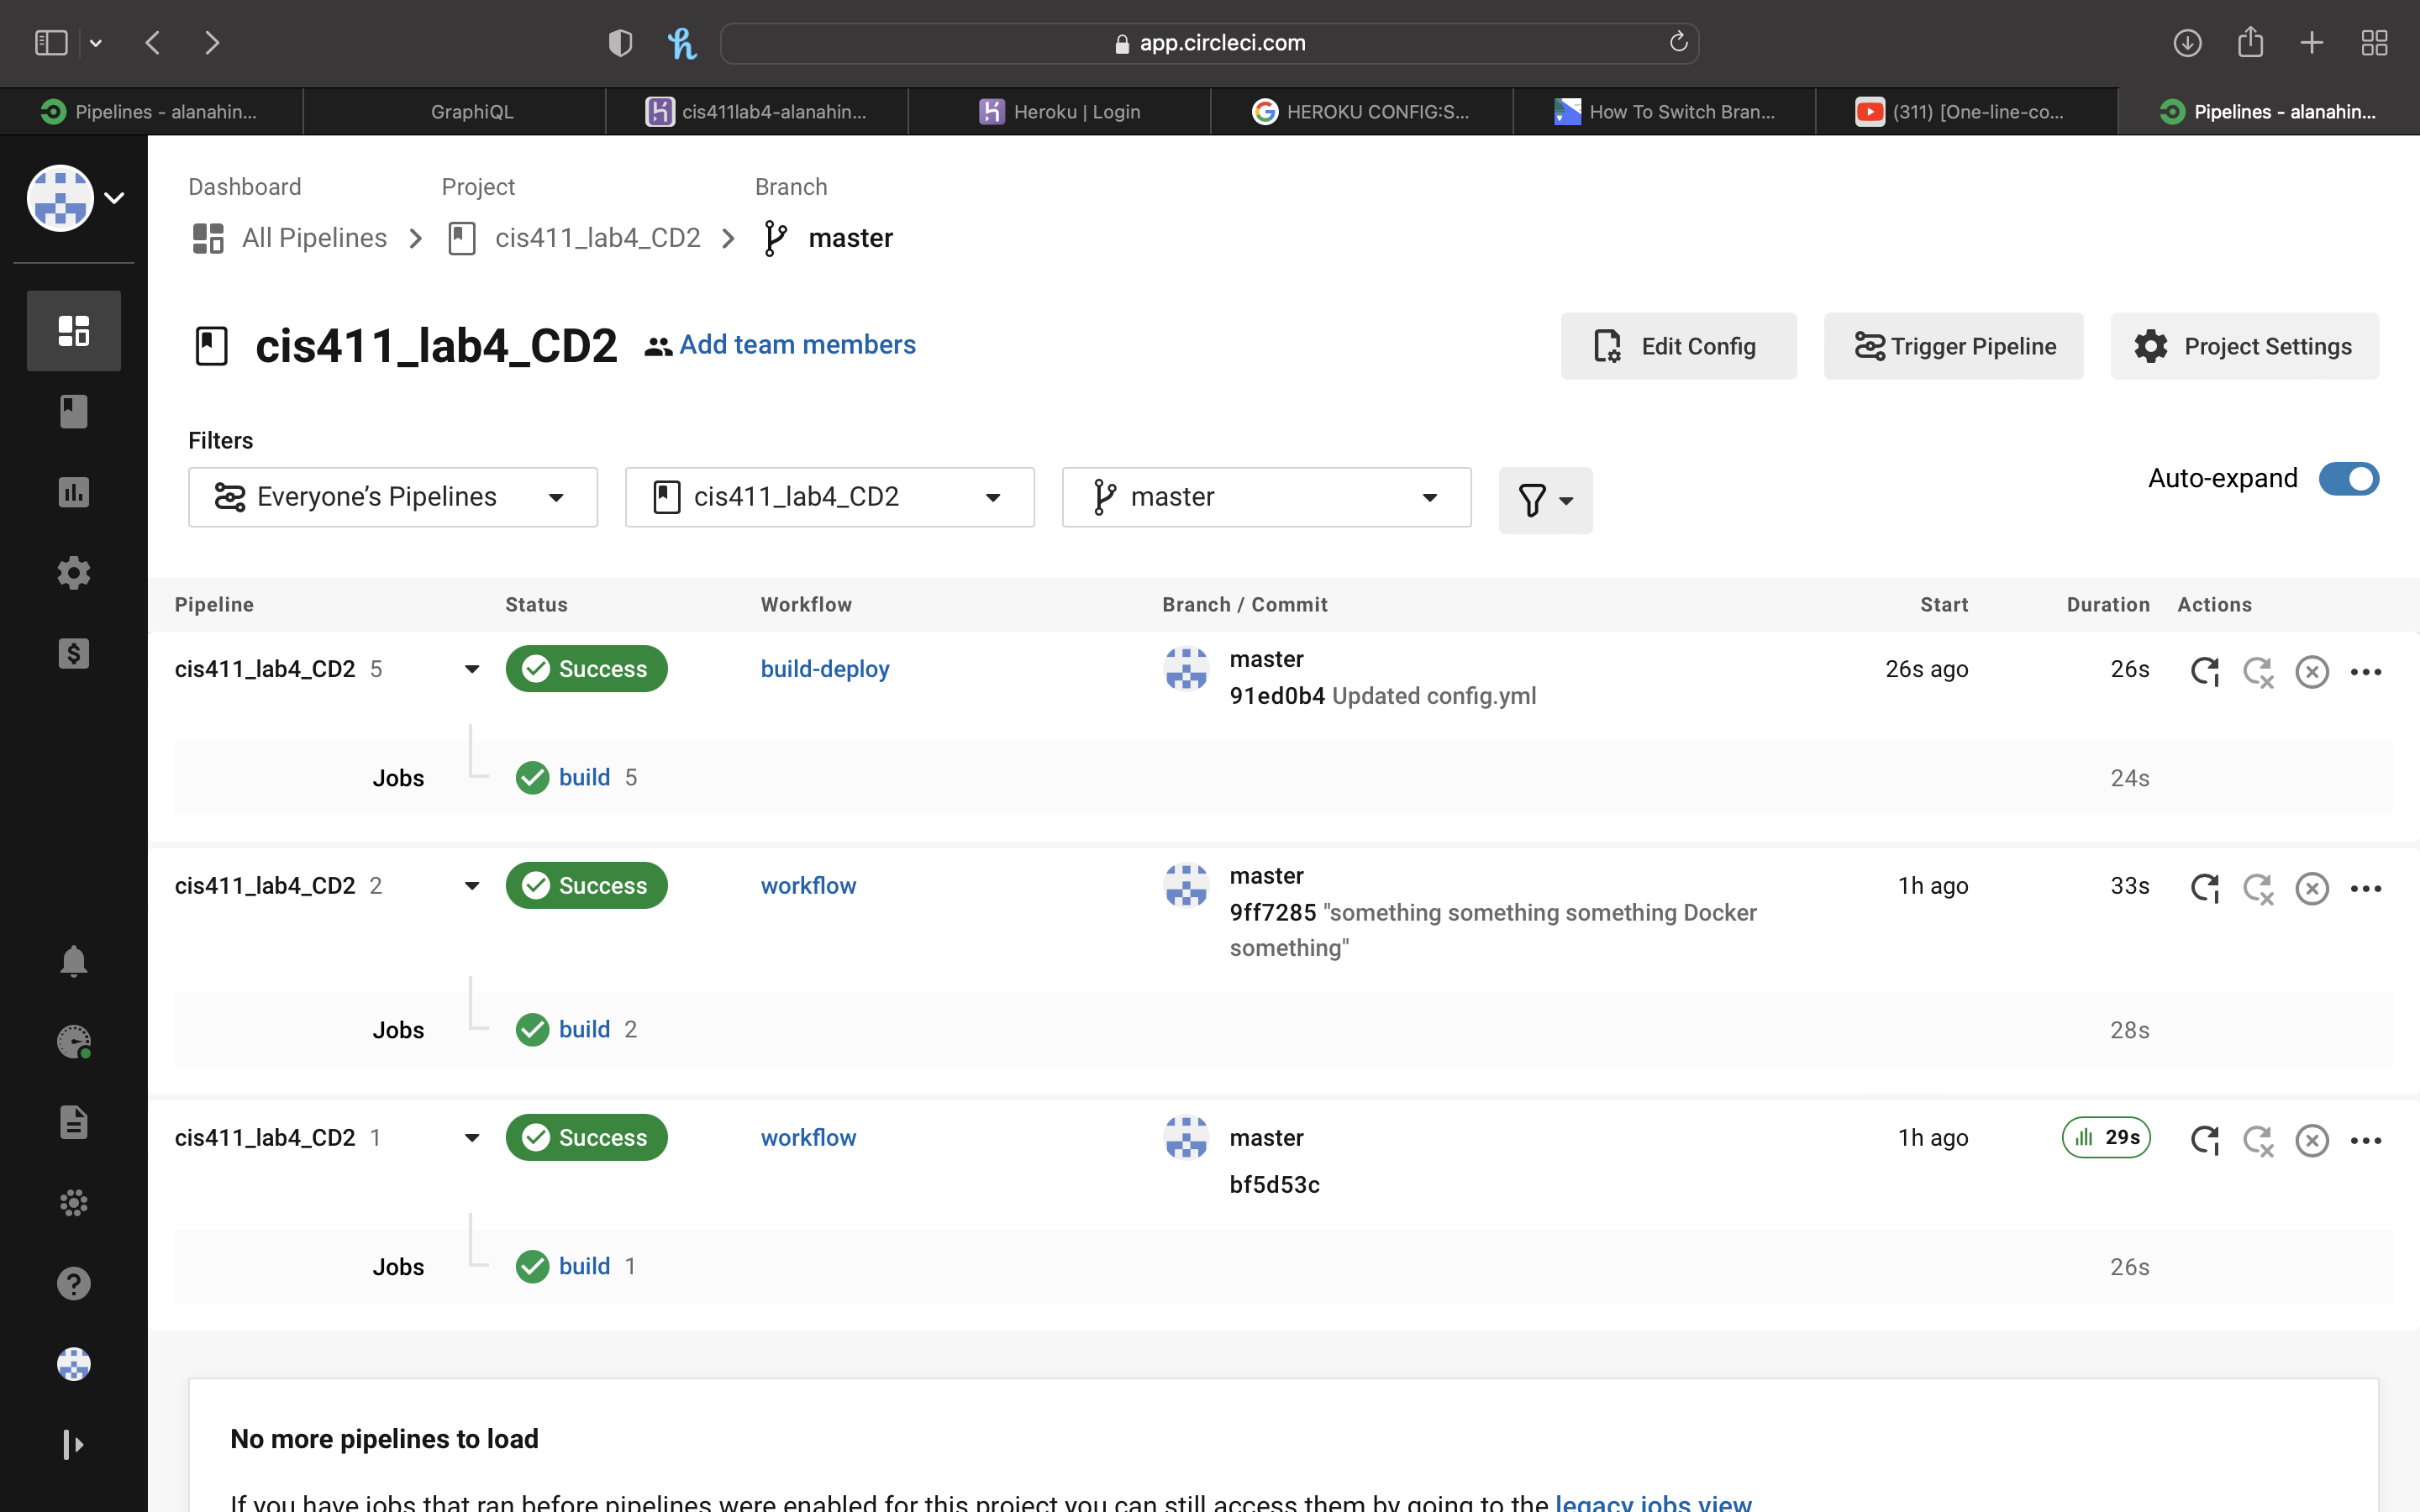 app.circleci.com
Pipelines - alanahin...
GraphiQL
cis411lab4-alanahin...
Heroku | Login
HEROKU CONFIG:S...
How To Switch Bran...
(311) [One-line-co...
Pipelines - alanahin...
Dashboard Project Branch
All Pipelines cis411_lab4_CD2 master
cis411_lab4_CD2 Add team members Edit Config Trigger Pipeline Project Settings
Filters
Everyone’s Pipelines cis411_lab4_CD2 master Auto-expand
Pipeline Status Workflow Branch / Commit Start Duration Actions
cis411_lab4_CD2 5 Success build-deploy master 26s ago 26s
91ed0b4 Updated config.yml
Jobs build 5 24s
cis411_lab4_CD2 2 Success workflow master 1h ago 33s
9ff7285 "something something something Docker
something"
Jobs build 2 28s
cis411_lab4_CD2 1 Success workflow master 1h ago 29s
bf5d53c
Jobs build 1 26s
No more pipelines to load
If you have jobs that ran before pipelines were enabled for this project you can still access them by going to the legacy jobs view